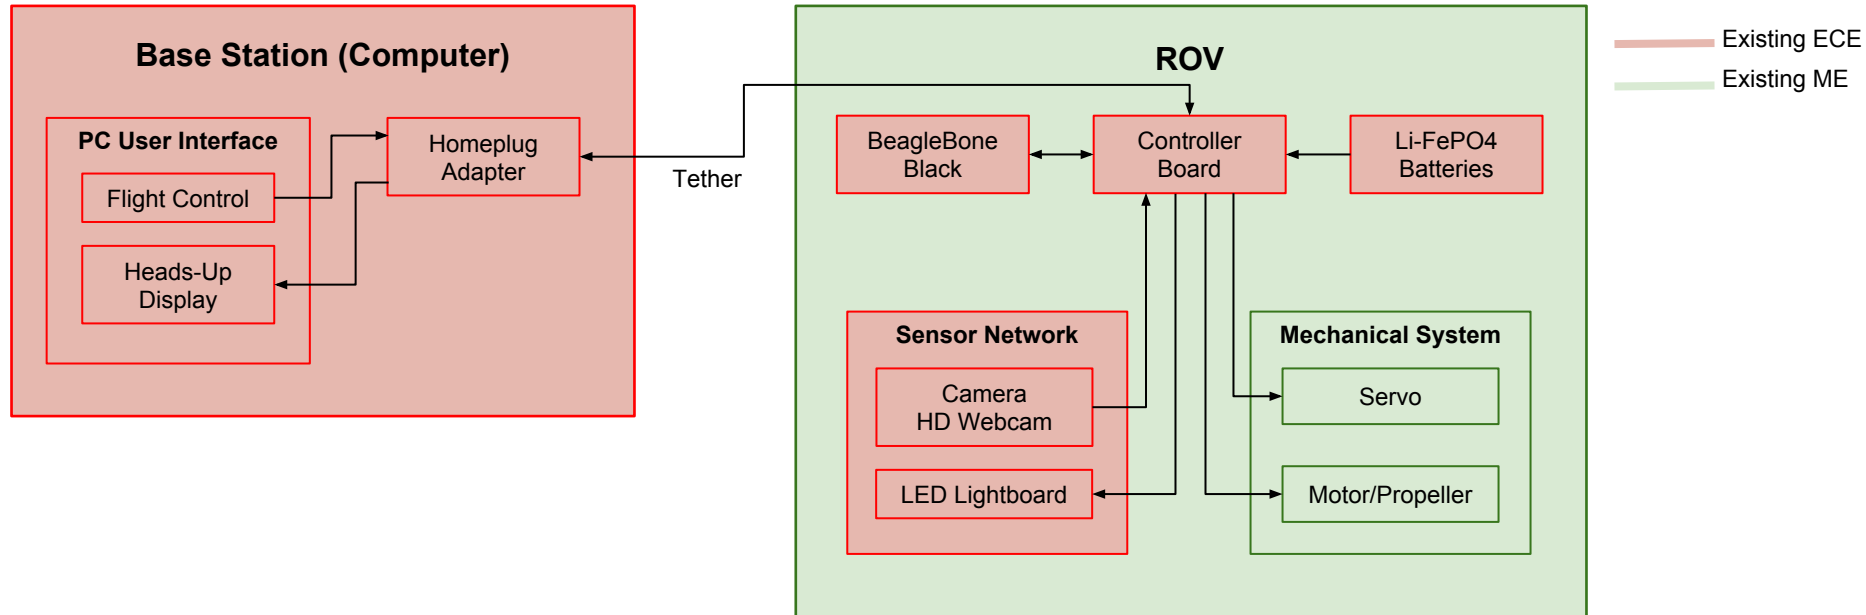 Base Station (Computer)
PC User Interface
Flight Control
Heads-Up
Display
Homeplug
Adapter
Tether
ROV
BeagleBone
Black
Controller
Board
Li-FePO4
Batteries
Sensor Network
Camera
HD Webcam
LED Lightboard
Mechanical System
Servo
Motor/Propeller
Existing ECE
Existing ME